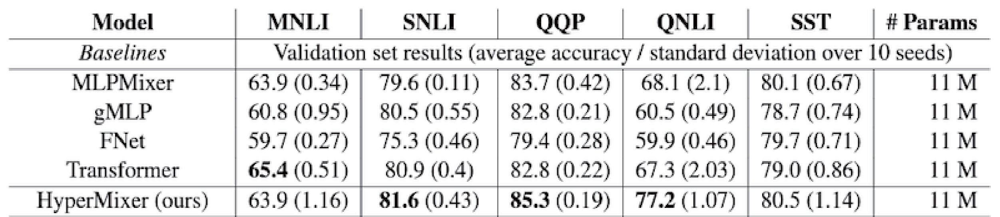 Model MNLI SNLI QQP QNLI SST # Params
Baselines Validation set results (average accuracy / standard deviation over 10 seeds)
MLPMixer 63.9 (0.34) 79.6 (0.11) 83.7 (0.42) 68.1 (2.1) 80.1 (0.67) 11 M
gMLP 60.8 (0.95) 80.5 (0.55) 82.8 (0.21) 60.5 (0.49) 78.7 (0.74) 11 M
FNet 59.7 (0.27) 75.3 (0.46) 79.4 (0.28) 59.9 (0.46) 79.7 (0.71) 11 M
Transformer 65.4 (0.51) 80.9 (0.4) 82.8 (0.22) 67.3 (2.03) 79.0 (0.86) 11 M
HyperMixer (ours) 63.9 (1.16) 81.6 (0.43) 85.3 (0.19) 77.2 (1.07) 80.5 (1.14) 11 M